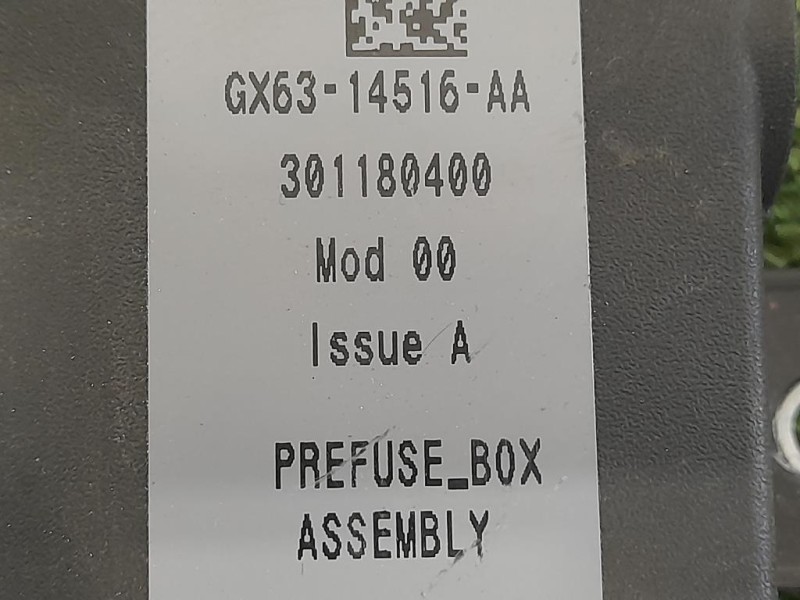 GX63-14516-AA
301180400
Mod 00
Issue A
PREFUSE_BOX
ASSEMBLY